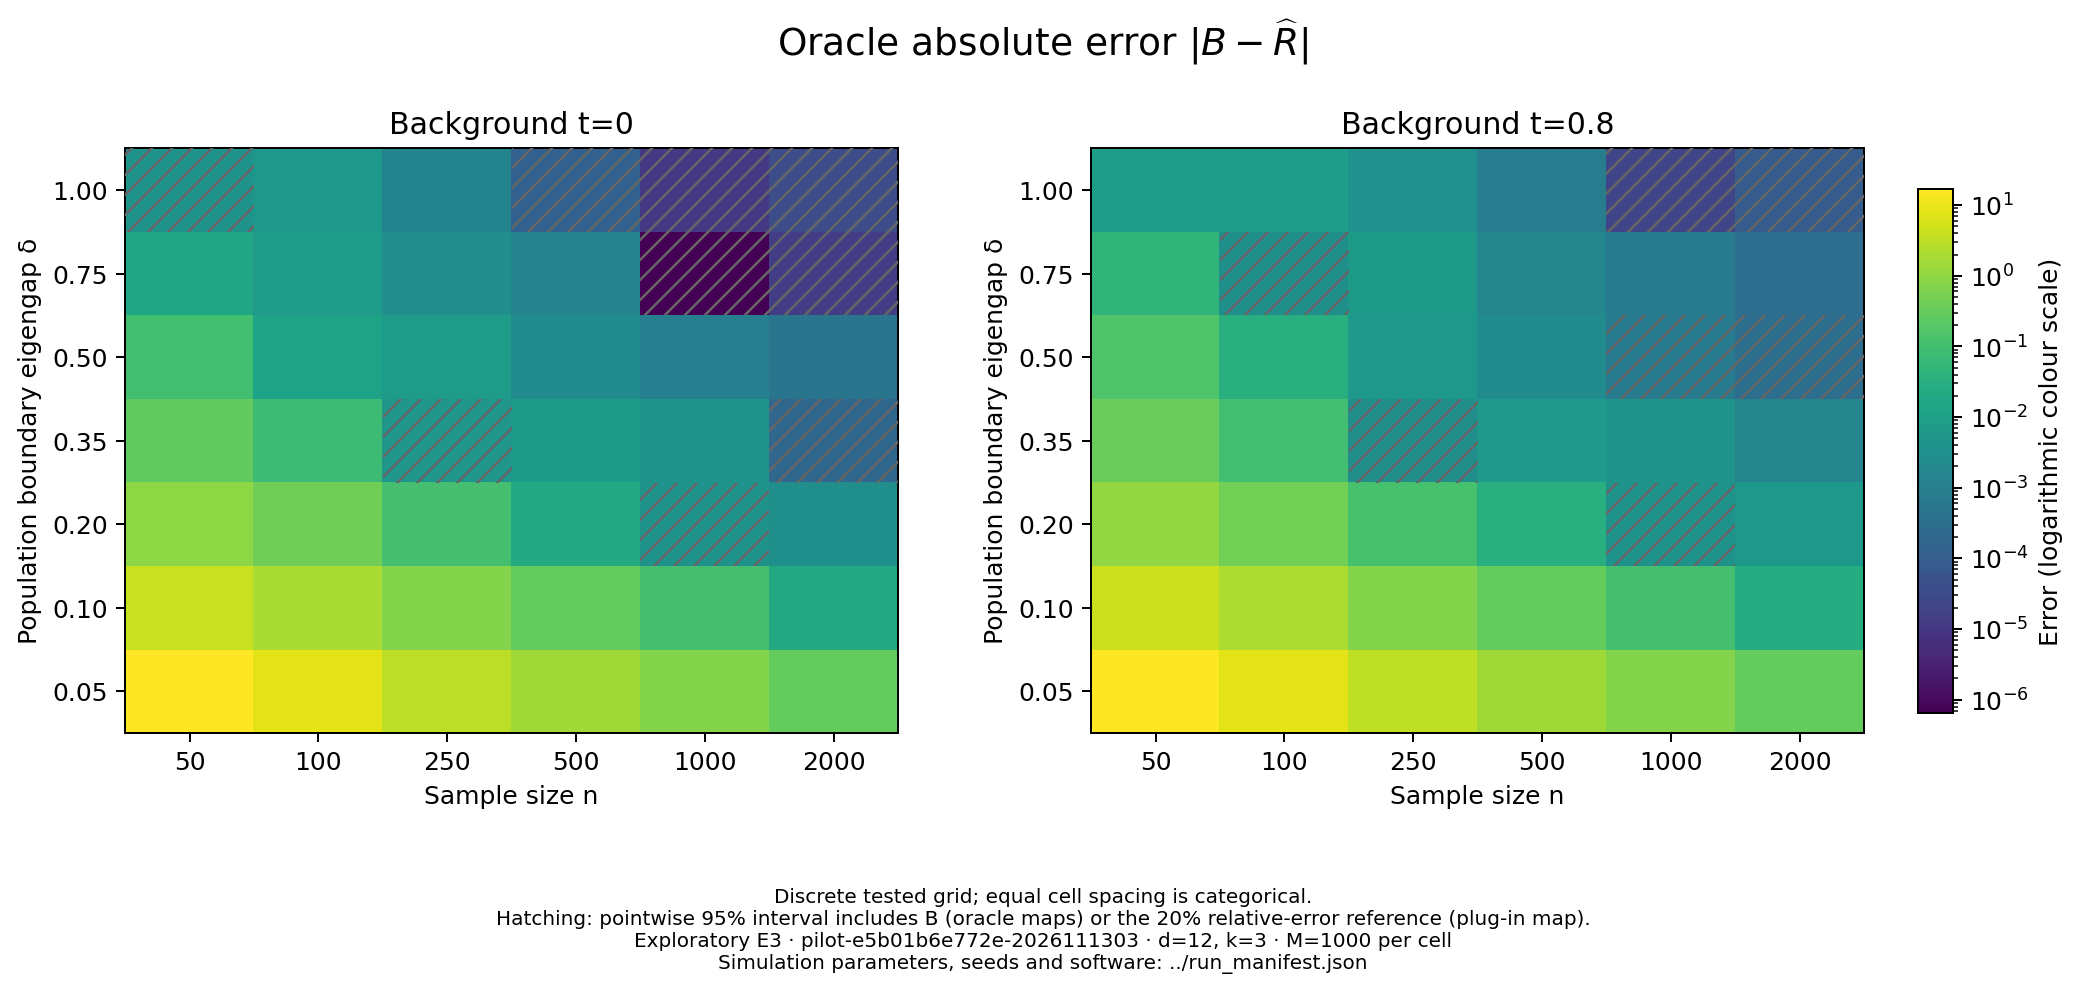 Oracle absolute error |B − R̂|
Background t=0
Background t=0.8
Population boundary eigengap δ
1.00
0.75
0.50
0.35
0.20
0.10
0.05
50 100 250 500 1000 2000
Sample size n
Population boundary eigengap δ
1.00
0.75
0.50
0.35
0.20
0.10
0.05
50 100 250 500 1000 2000
Sample size n
10¹
10⁰
10⁻¹
10⁻²
10⁻³
10⁻⁴
10⁻⁵
10⁻⁶
Error (logarithmic colour scale)
Discrete tested grid; equal cell spacing is categorical.
Hatching: pointwise 95% interval includes B (oracle maps) or the 20% relative-error reference (plug-in map).
Exploratory E3 · pilot-e5b01b6e772e-2026111303 · d=12, k=3 · M=1000 per cell
Simulation parameters, seeds and software: ../run_manifest.json